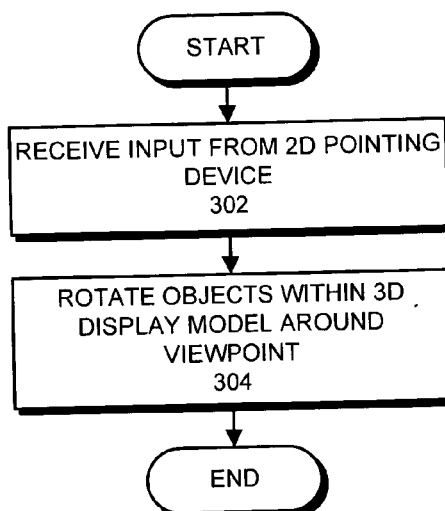 START
RECEIVE INPUT FROM 2D POINTING
DEVICE
302
ROTATE OBJECTS WITHIN 3D
DISPLAY MODEL AROUND
VIEWPOINT
304
END